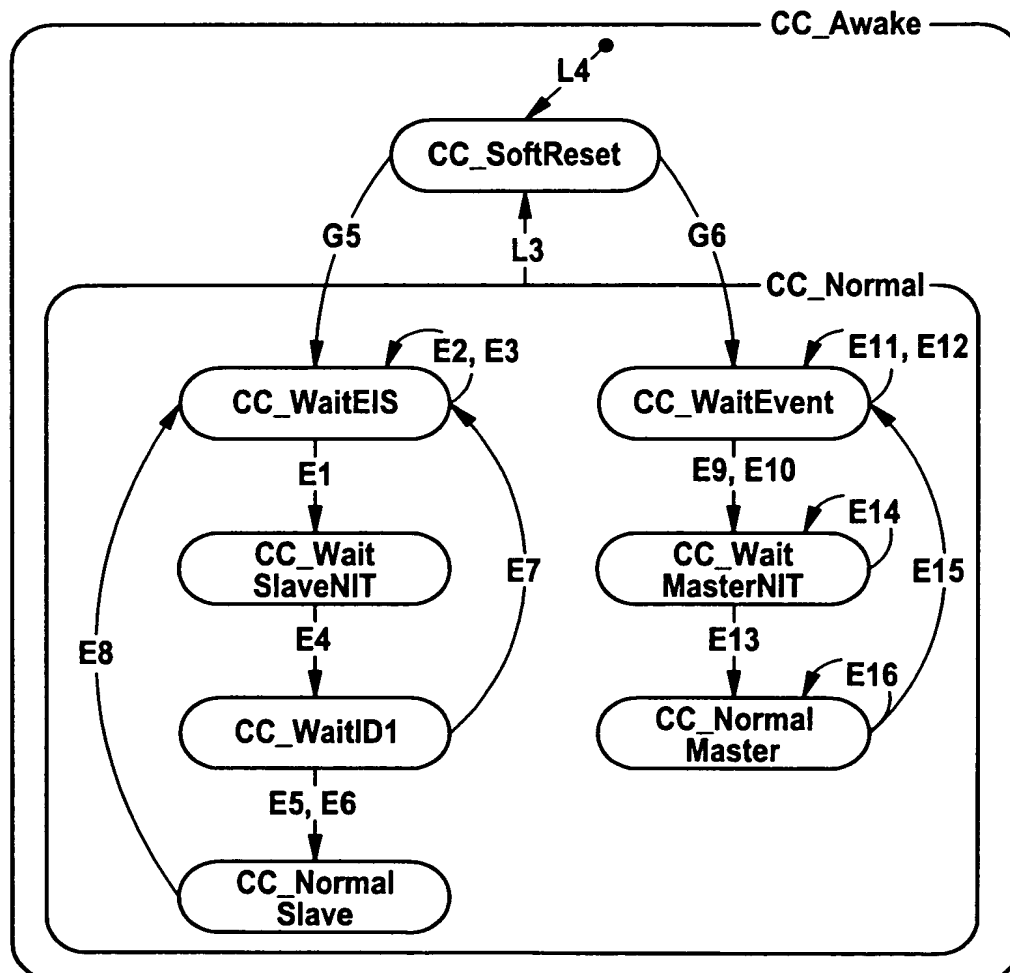 CC_Awake
L4
CC_SoftReset
G5
L3
G6
CC_Normal
E2, E3
E11, E12
CC_WaitEIS
CC_WaitEvent
E1
E9, E10
CC_Wait
SlaveNIT
E7
E14
CC_Wait
MasterNIT
E15
E8
E4
E13
E16
CC_WaitID1
CC_Normal
Master
E5, E6
CC_Normal
Slave